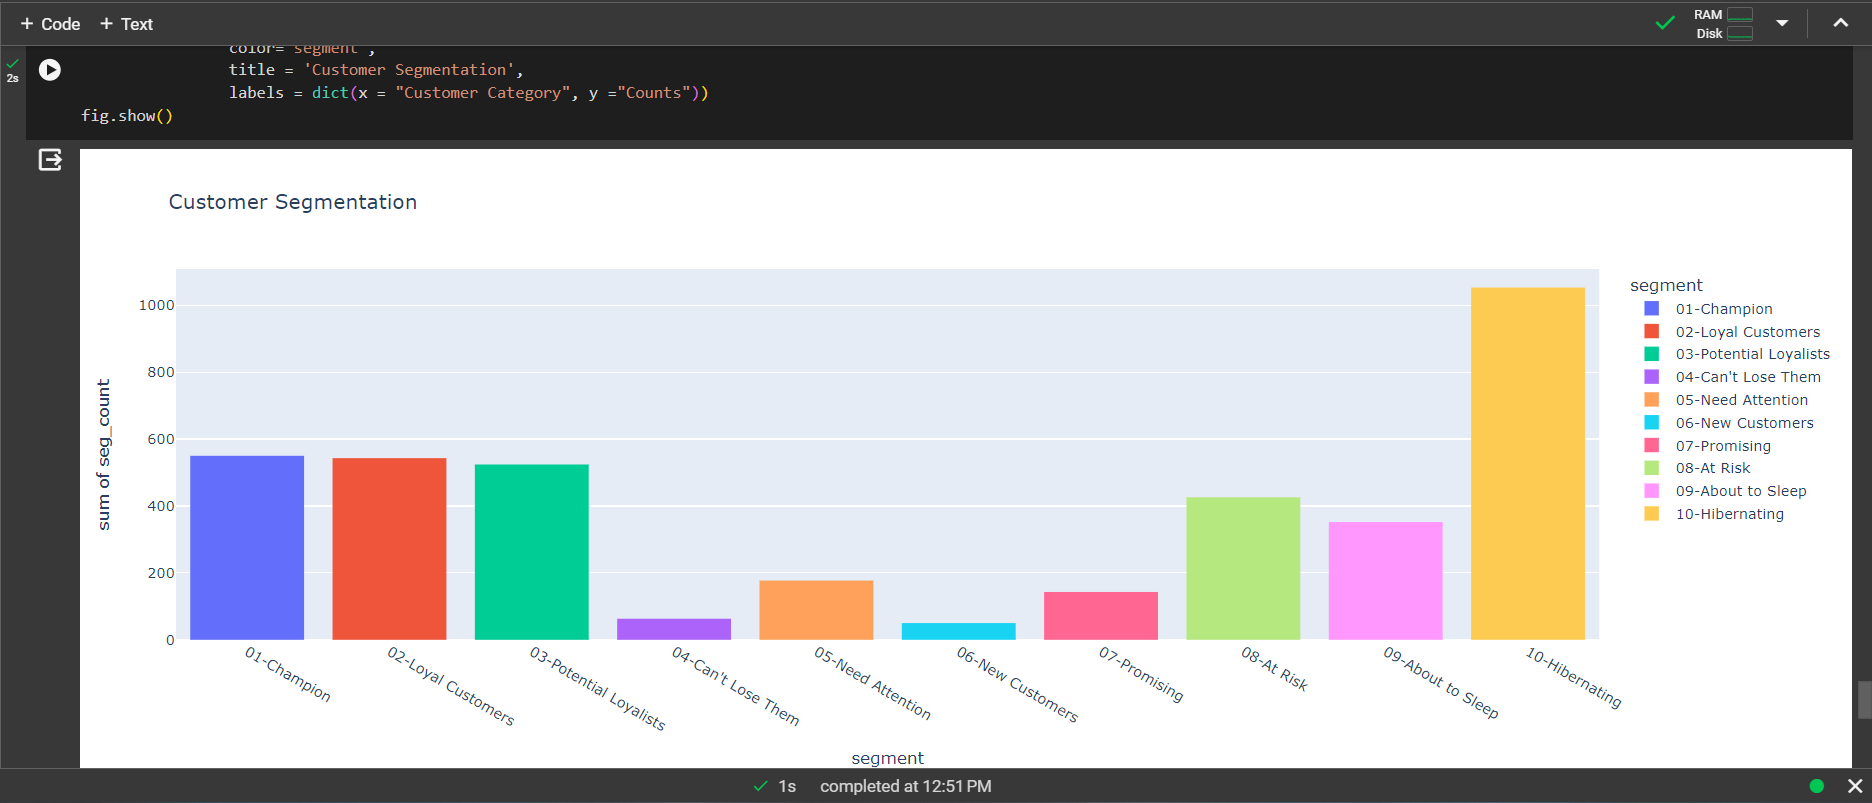 + Code + Text
RAM
Disk
2s
color='segment',
title = 'Customer Segmentation',
labels = dict(x = "Customer Category", y ="Counts"))
fig.show()
Customer Segmentation
1000
800
600
400
200
0
sum of seg_count
01-Champion
02-Loyal Customers
03-Potential Loyalists
04-Can't Lose Them
05-Need Attention
06-New Customers
07-Promising
08-At Risk
09-About to Sleep
10-Hibernating
segment
segment
01-Champion
02-Loyal Customers
03-Potential Loyalists
04-Can't Lose Them
05-Need Attention
06-New Customers
07-Promising
08-At Risk
09-About to Sleep
10-Hibernating
1s completed at 12:51 PM